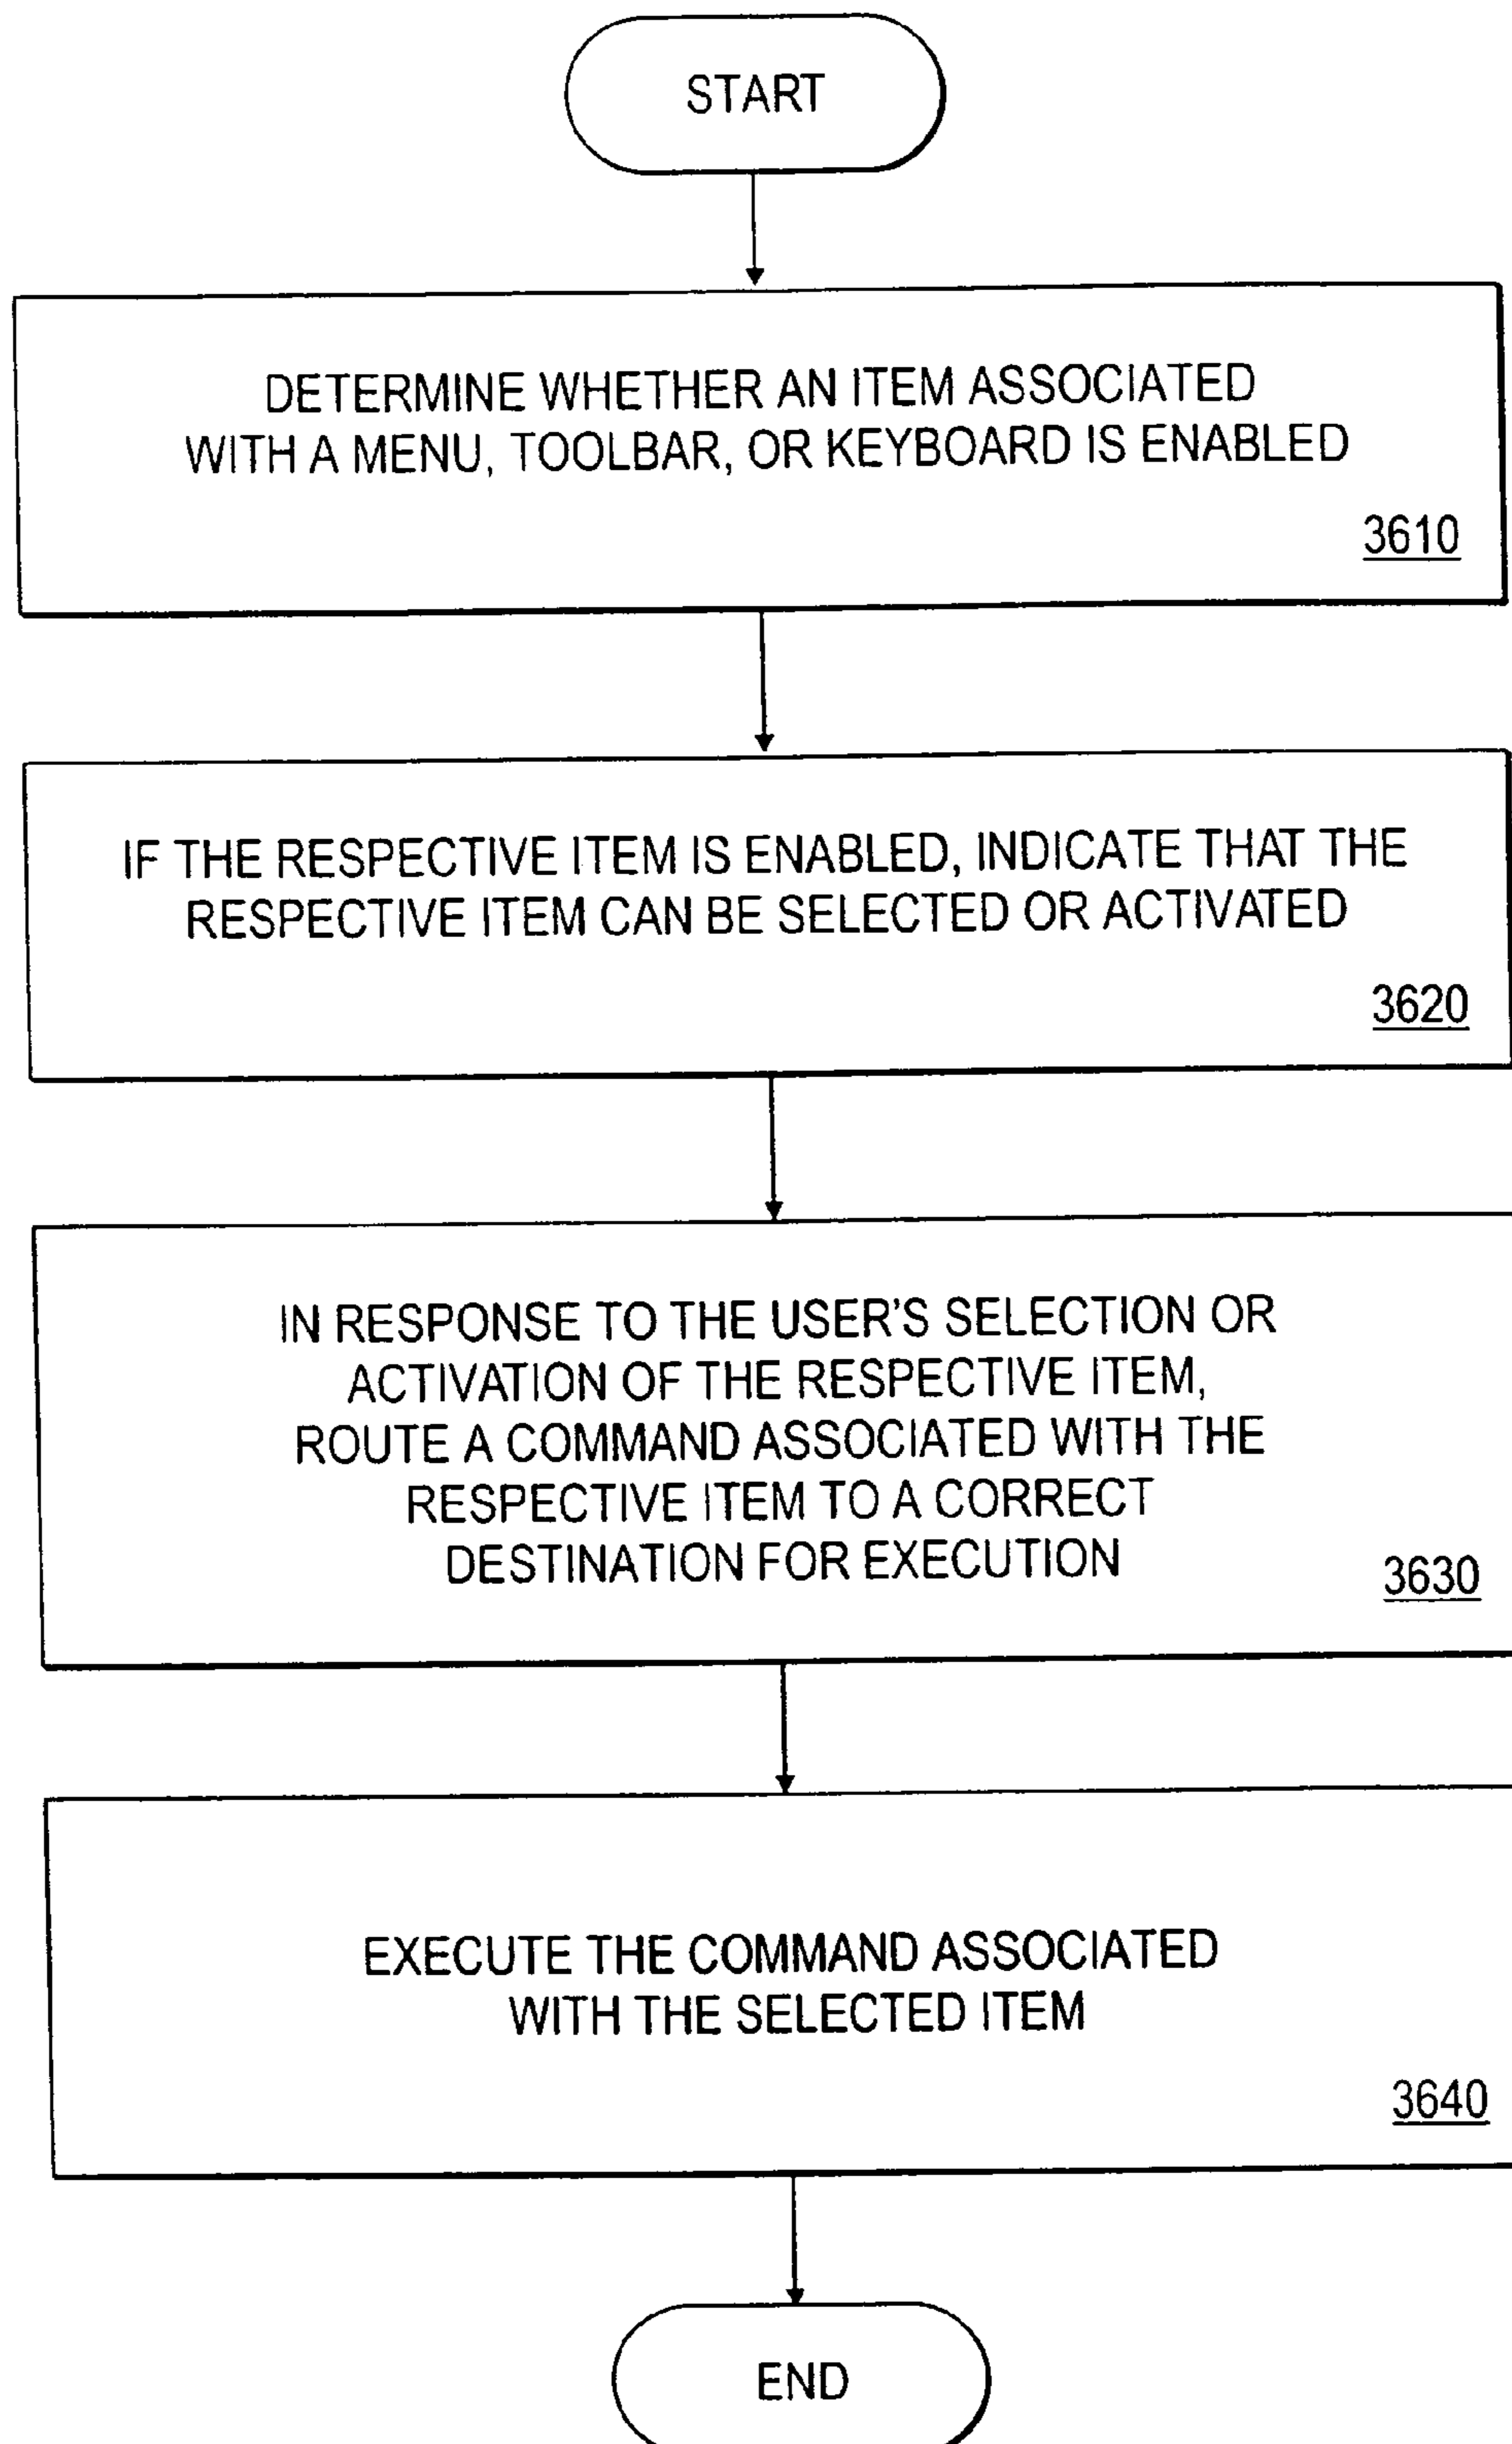 START
DETERMINE WHETHER AN ITEM ASSOCIATED
WITH A MENU, TOOLBAR, OR KEYBOARD IS ENABLED
3610
IF THE RESPECTIVE ITEM IS ENABLED, INDICATE THAT THE
RESPECTIVE ITEM CAN BE SELECTED OR ACTIVATED
3620
IN RESPONSE TO THE USER'S SELECTION OR
ACTIVATION OF THE RESPECTIVE ITEM,
ROUTE A COMMAND ASSOCIATED WITH THE
RESPECTIVE ITEM TO A CORRECT
DESTINATION FOR EXECUTION
3630
EXECUTE THE COMMAND ASSOCIATED
WITH THE SELECTED ITEM
3640
END